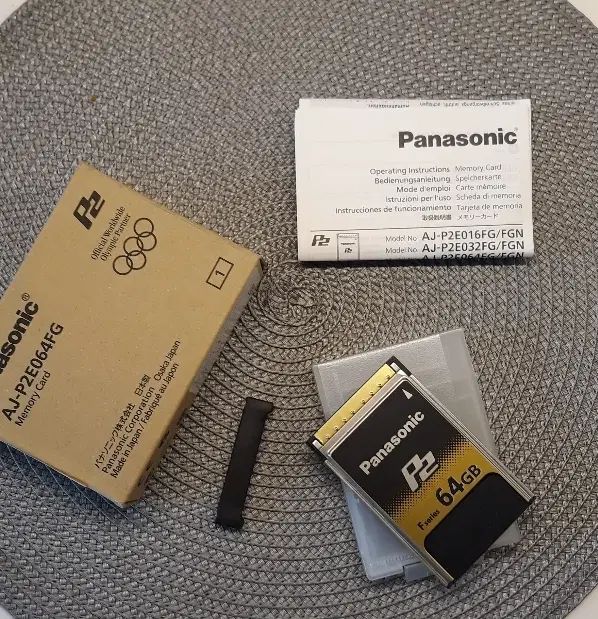 P2
Official Worldwide
Olympic Partner
1
asonic®
AJ-P2E064FG
Memory Card
パナソニック株式会社 日本製
Panasonic Corporation Osaka Japan
Made in Japan / Fabriqué au Japon
Panasonic
Operating Instructions Memory Card
Bedienungsanleitung Speicherkarte
Mode d'emploi Carte mémoire
Istruzioni per l'uso Scheda di memoria
Instrucciones de funcionamiento Tarjeta de memoria
取扱説明書 メモリーカード
P2
Model No. AJ-P2E016FG/FGN
Model No. AJ-P2E032FG/FGN
AJ-P2E064FG/FGN
Panasonic
P2
F series 64GB